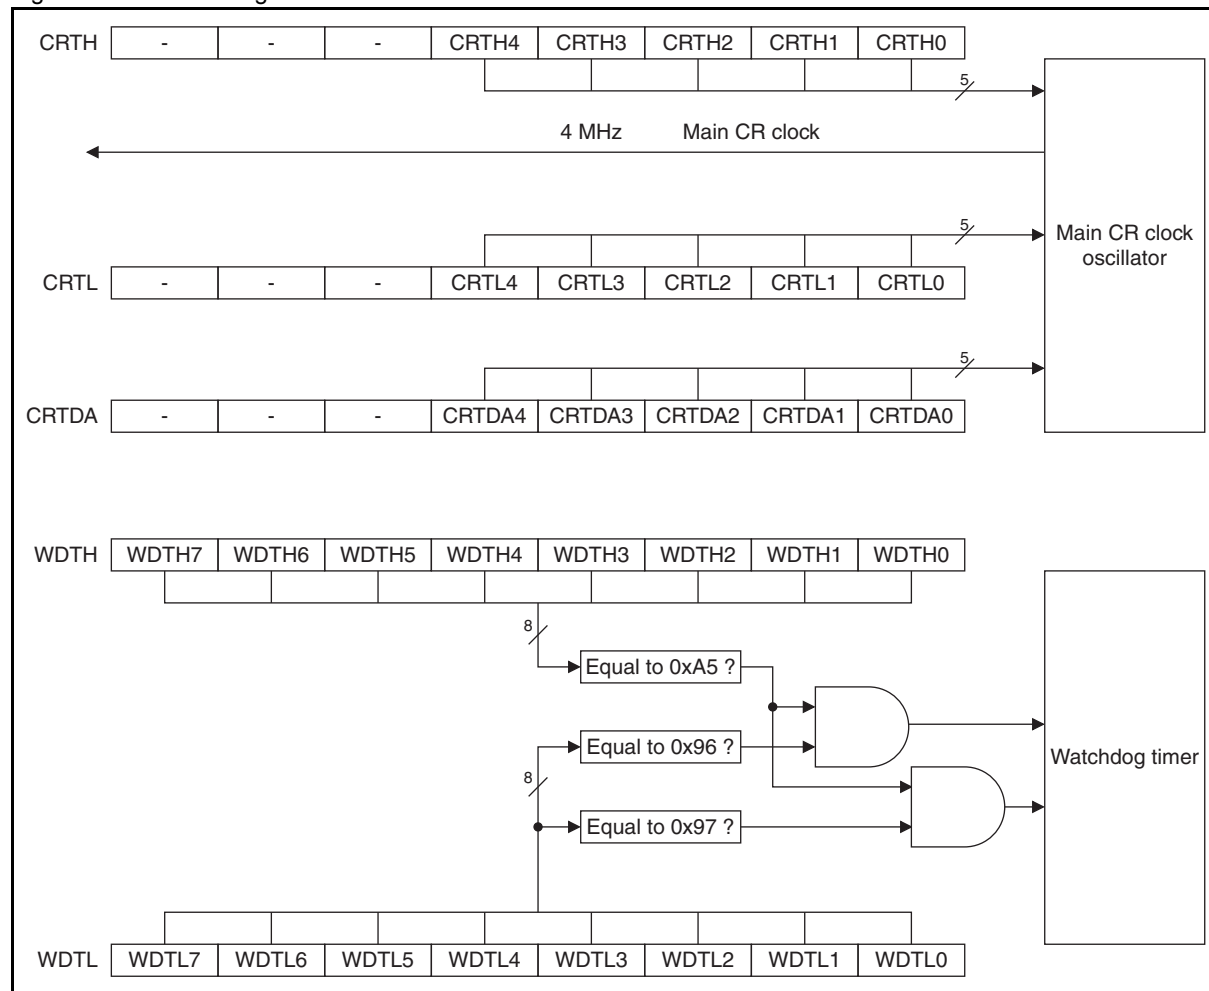 CRTH - - - CRTH4 CRTH3 CRTH2 CRTH1 CRTH0
5
4 MHz Main CR clock
5
Main CR clock
oscillator
CRTL - - - CRTL4 CRTL3 CRTL2 CRTL1 CRTL0
5
CRTDA - - - CRTDA4 CRTDA3 CRTDA2 CRTDA1 CRTDA0
WDTH WDTH7 WDTH6 WDTH5 WDTH4 WDTH3 WDTH2 WDTH1 WDTH0
8
Equal to 0xA5 ?
Equal to 0x96 ?
Watchdog timer
8
Equal to 0x97 ?
WDTL WDTL7 WDTL6 WDTL5 WDTL4 WDTL3 WDTL2 WDTL1 WDTL0